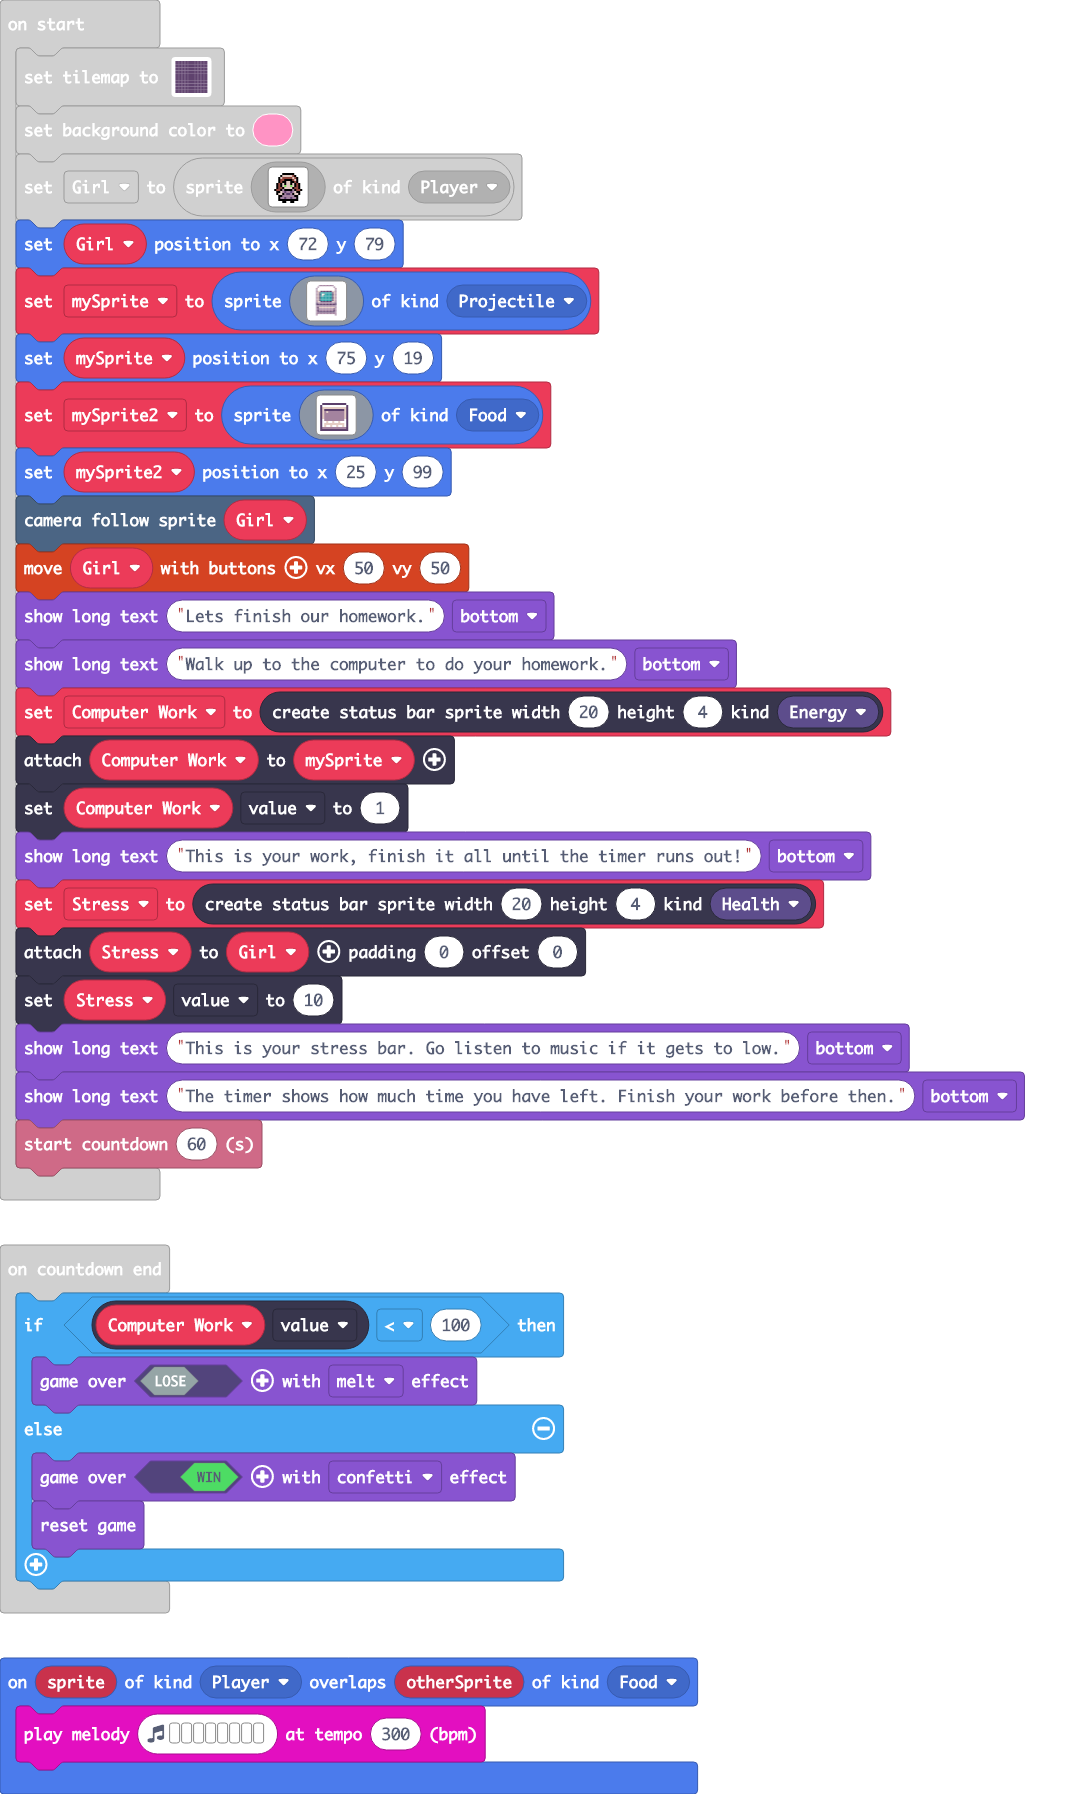 on start
set tilemap to
set background color to
set Girl to sprite of kind Player
set Girl position to x 72 y 79
set mySprite to sprite of kind Projectile
set mySprite position to x 75 y 19
set mySprite2 to sprite of kind Food
set mySprite2 position to x 25 y 99
camera follow sprite Girl
move Girl with buttons + vx 50 vy 50
show long text "Lets finish our homework." bottom
show long text "Walk up to the computer to do your homework." bottom
set Computer Work to create status bar sprite width 20 height 4 kind Energy
attach Computer Work to mySprite +
set Computer Work value to 1
show long text "This is your work, finish it all until the timer runs out!" bottom
set Stress to create status bar sprite width 20 height 4 kind Health
attach Stress to Girl + padding 0 offset 0
set Stress value to 10
show long text "This is your stress bar. Go listen to music if it gets to low." bottom
show long text "The timer shows how much time you have left. Finish your work before then." bottom
start countdown 60 (s)
on countdown end
if Computer Work value < 100 then
game over LOSE + with melt effect
else
game over WIN + with confetti effect
reset game
on sprite of kind Player overlaps otherSprite of kind Food
play melody at tempo 300 (bpm)